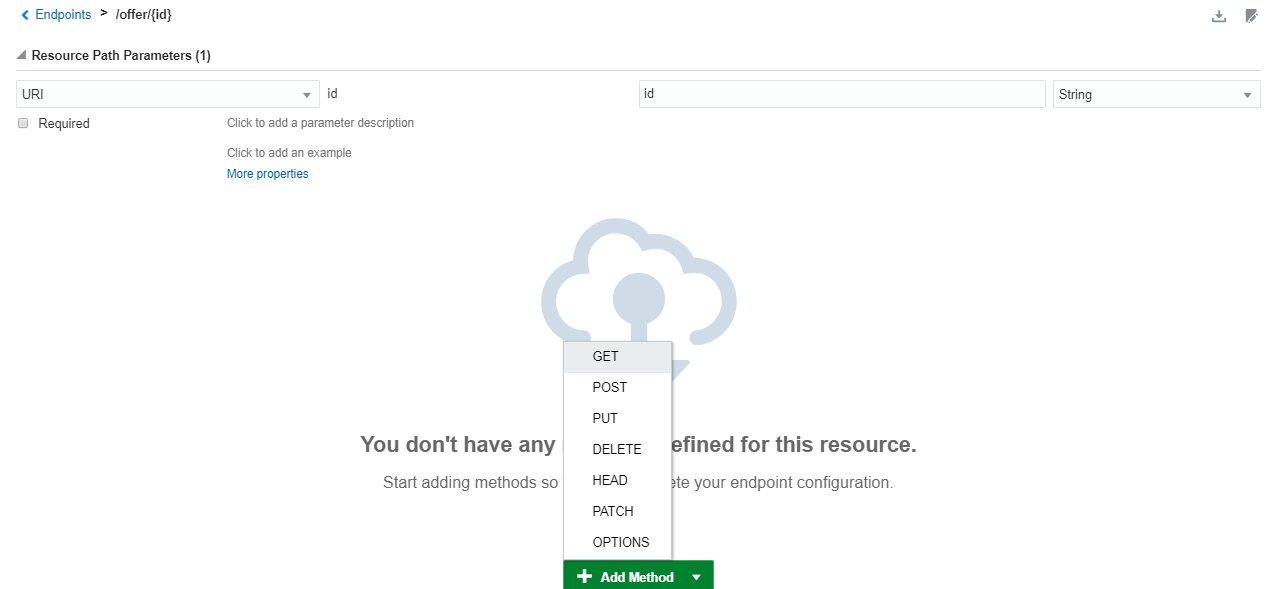 Endpoints > /offer/{id}
Resource Path Parameters (1)
URI id id String
Required Click to add a parameter description
Click to add an example
More properties
GET
POST
PUT
You don't have any efined for this resource.
DELETE
Start adding methods so ete your endpoint configuration.
HEAD
PATCH
OPTIONS
Add Method